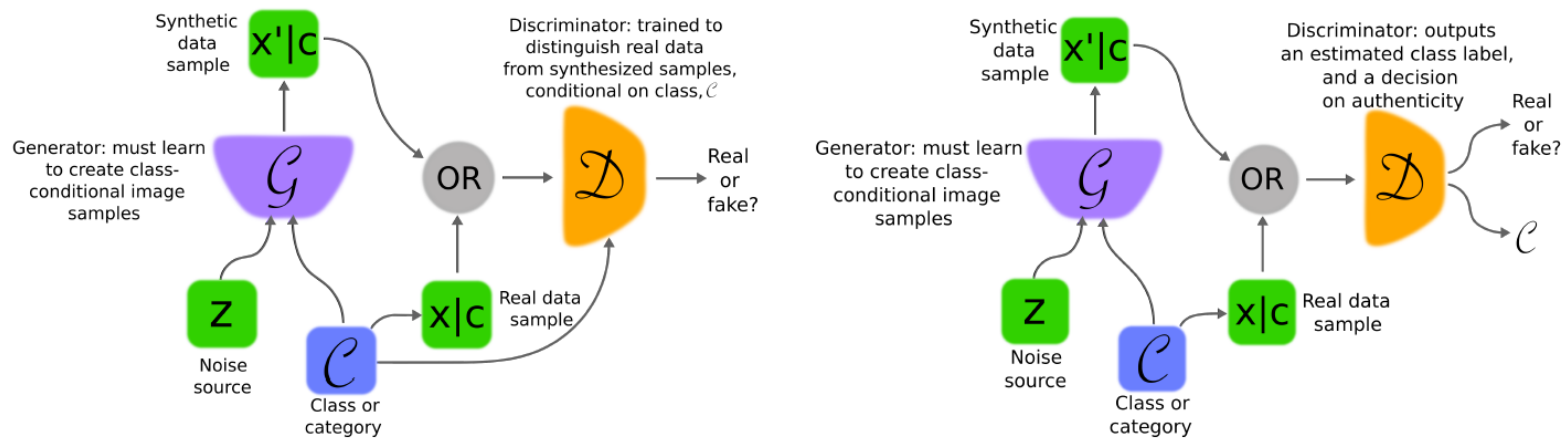 Synthetic
data
sample
x'|c
Discriminator: trained to
distinguish real data
from synthesized samples,
conditional on class, 𝒞
Generator: must learn
to create class-
conditional image
samples
𝒢
OR
𝒟
Real
or
fake?
z
Noise
source
𝒞
Class or
category
x|c
Real data
sample
Synthetic
data
sample
x'|c
Discriminator: outputs
an estimated class label,
and a decision
on authenticity
Generator: must learn
to create class-
conditional image
samples
𝒢
OR
𝒟
Real
or
fake?
𝒞
z
Noise
source
𝒞
Class or
category
x|c
Real data
sample